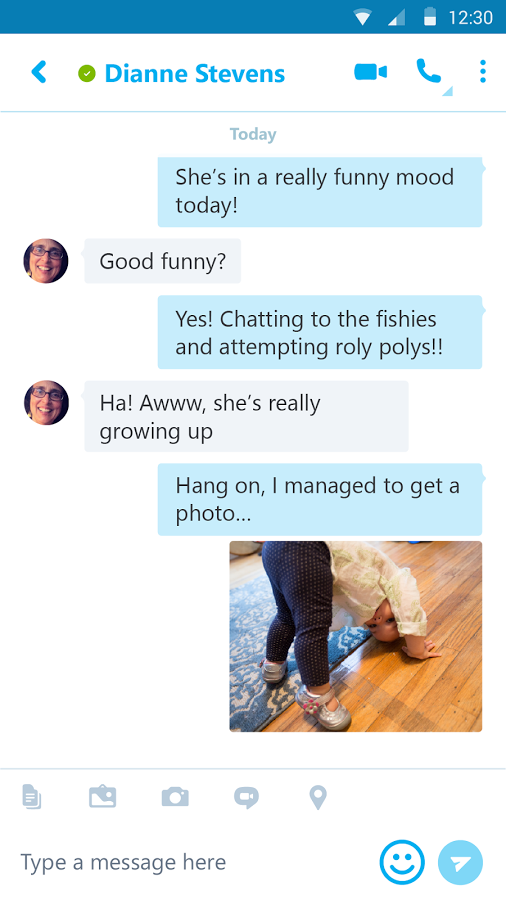 12:30
Dianne Stevens
Today
She’s in a really funny mood
today!
Good funny?
Yes! Chatting to the fishies
and attempting roly polys!!
Ha! Awww, she’s really
growing up
Hang on, I managed to get a
photo...
Type a message here